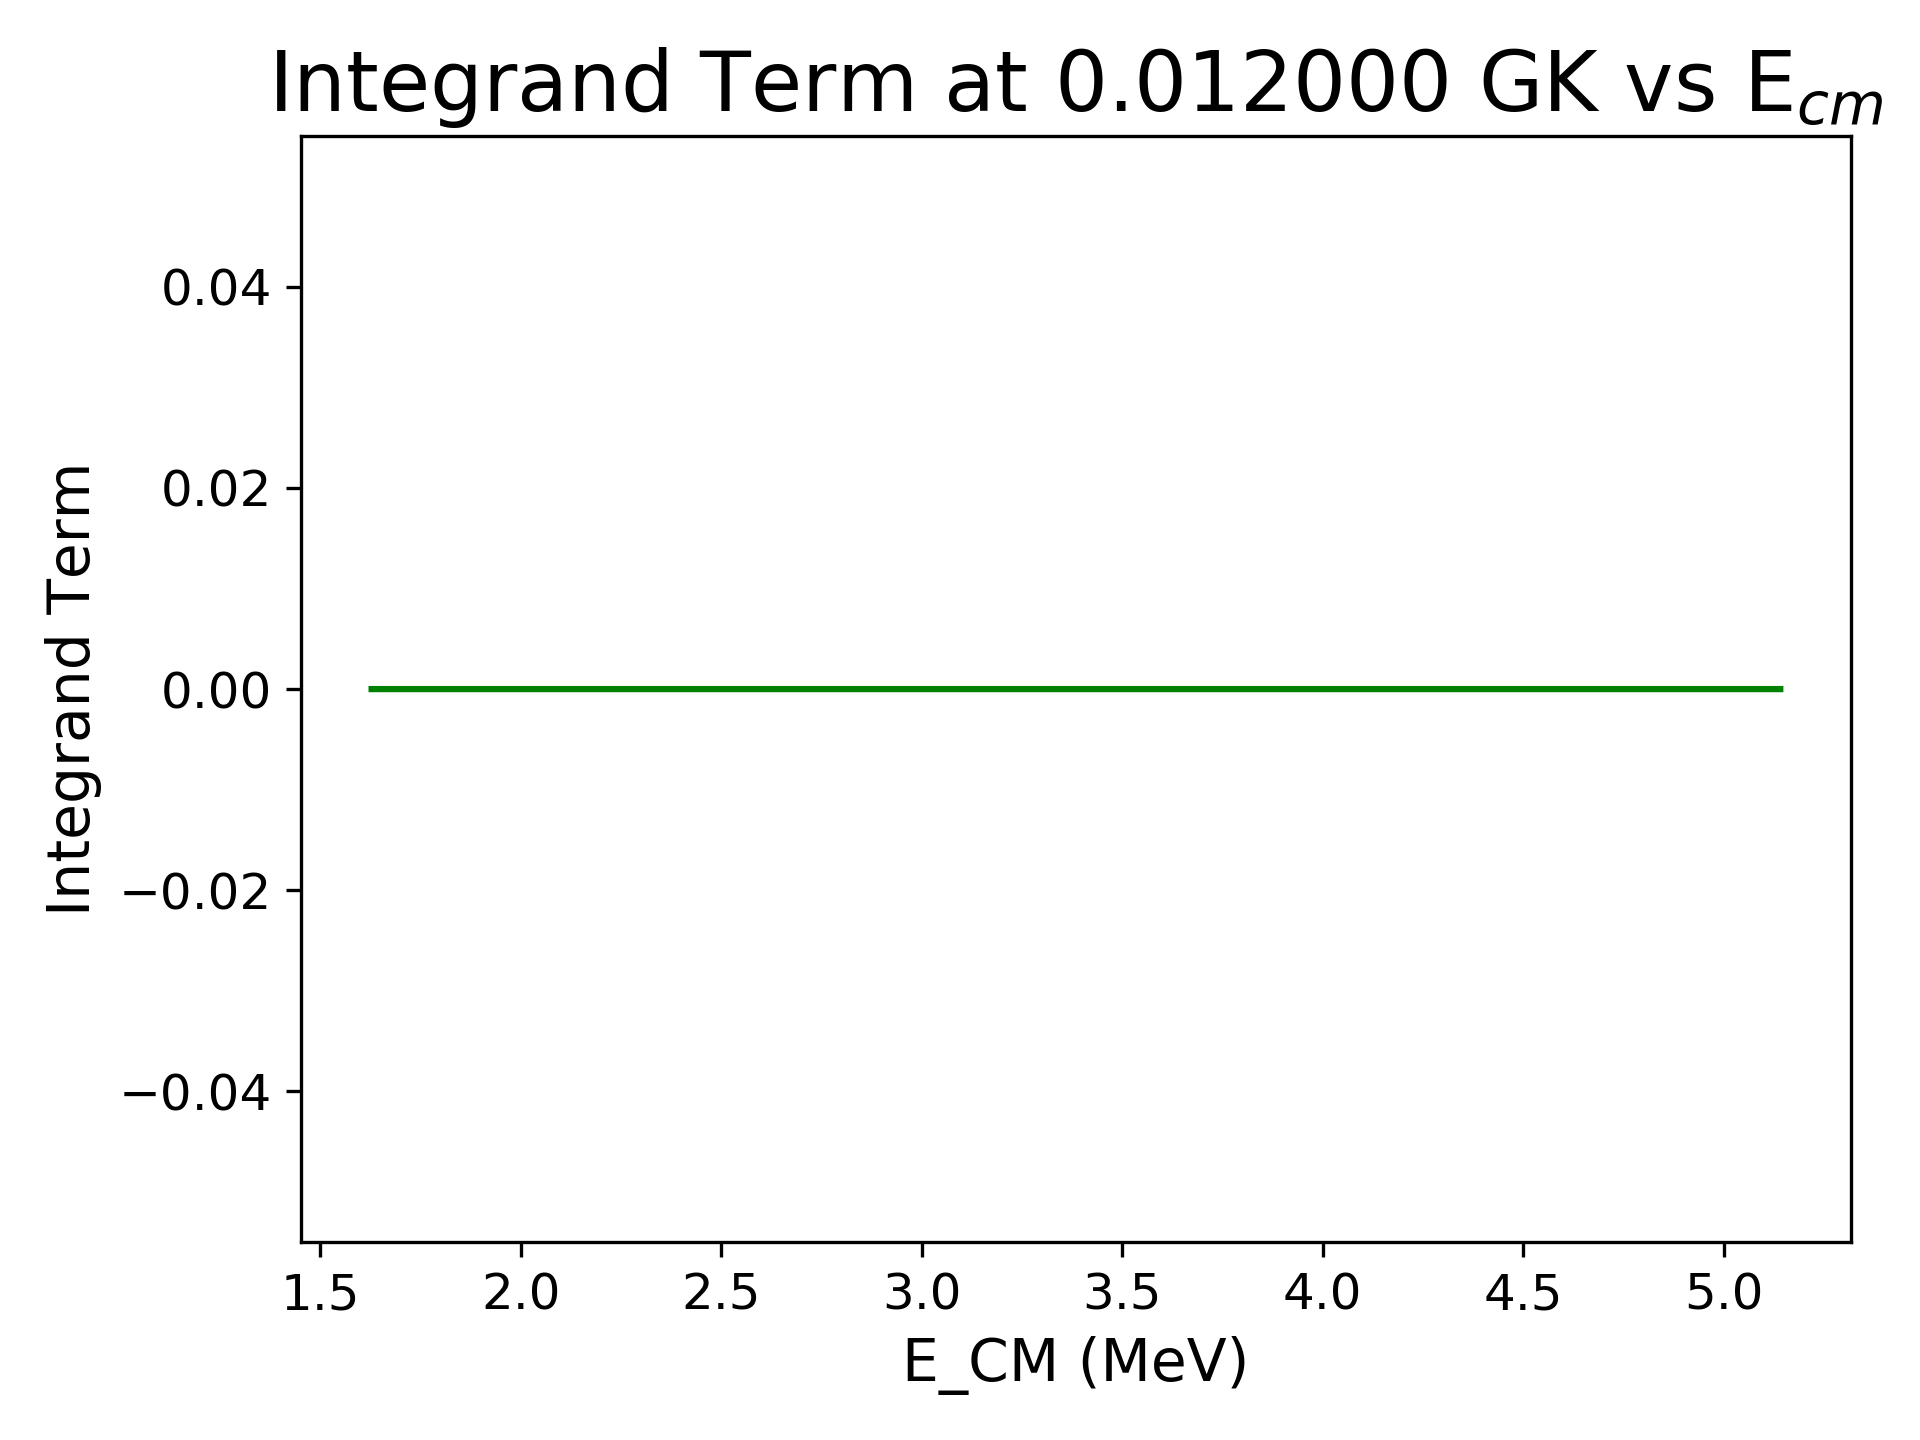 Integrand Term at 0.012000 GK vs E_cm
Integrand Term
0.04
0.02
0.00
−0.02
−0.04
1.5 2.0 2.5 3.0 3.5 4.0 4.5 5.0
E_CM (MeV)